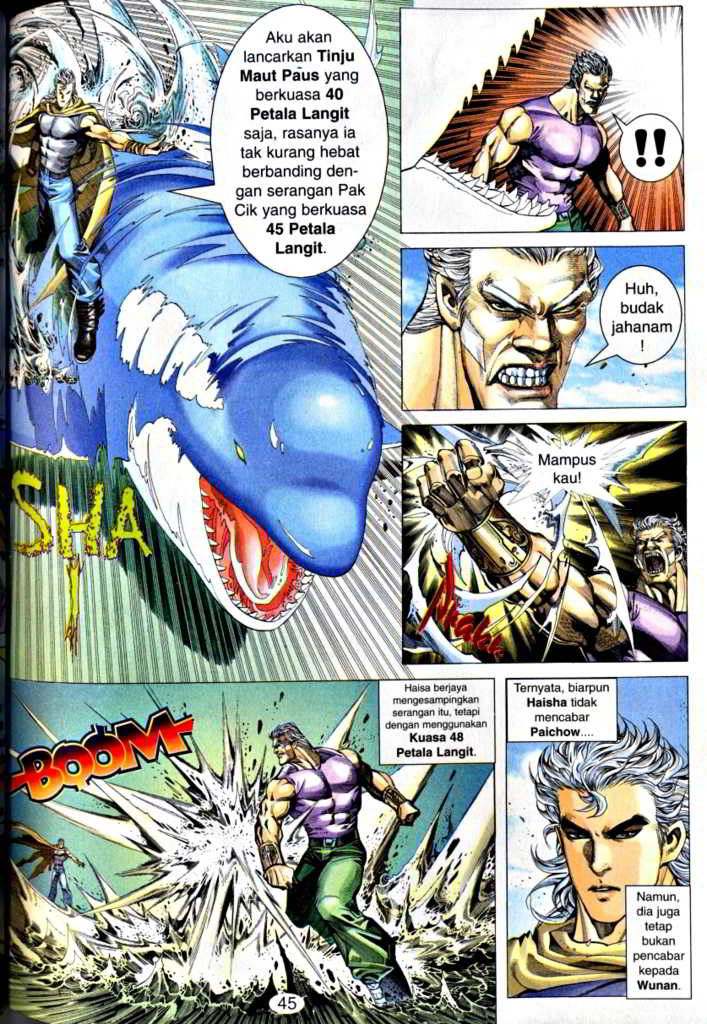 Aku akan
lancarkan Tinju
Maut Paus yang
berkuasa 40
Petala Langit
saja, rasanya ia
tak kurang hebat
berbanding den-
gan serangan Pak
Cik yang berkuasa
45 Petala
Langit.
!!
Huh,
budak
jahanam
!
SHA
Mampus
kau!
BOOM
Haisa berjaya
mengesampingkan
serangan itu, tetapi
dengan menggunakan
Kuasa 48
Petala Langit.
Ternyata, biarpun
Haisha tidak
mencabar
Paichow....
Namun,
dia juga
tetap
bukan
pencabar
kepada
Wunan.
45